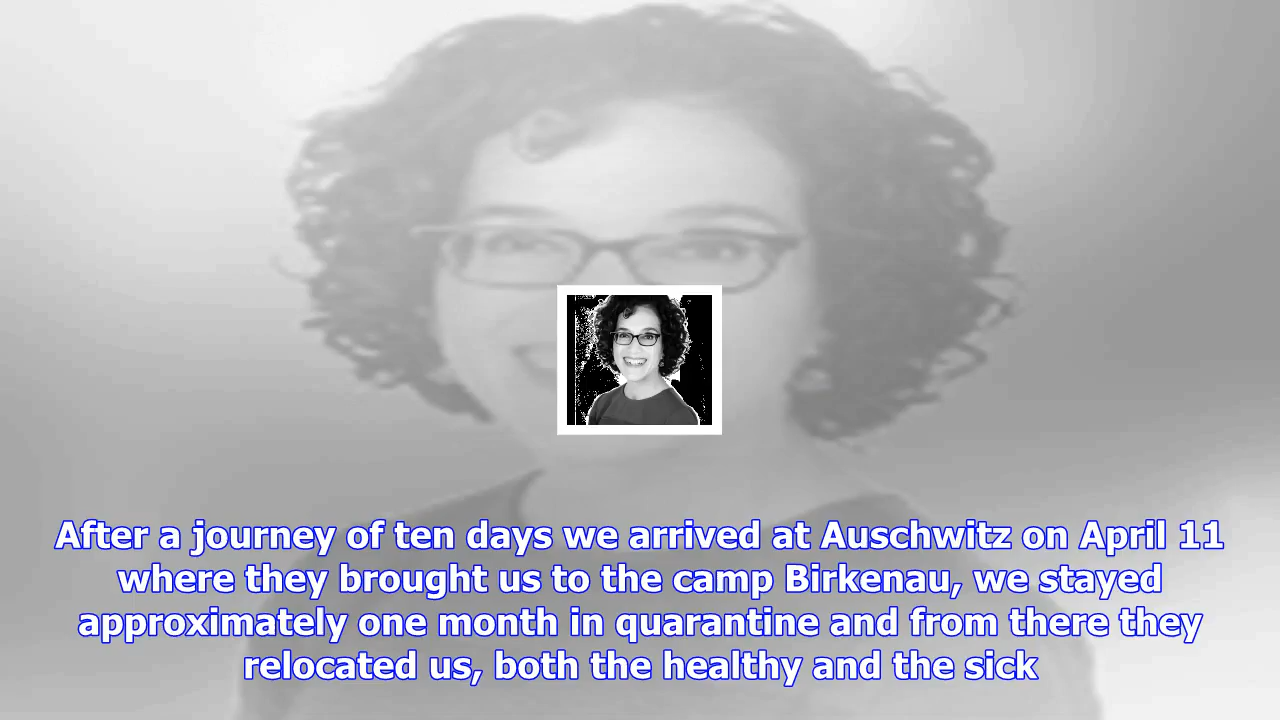 After a journey of ten days we arrived at Auschwitz on April 11
where they brought us to the camp Birkenau, we stayed
approximately one month in quarantine and from there they
relocated us, both the healthy and the sick